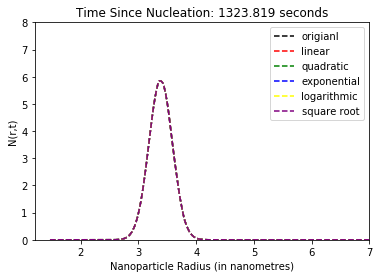 Time Since Nucleation: 1323.819 seconds
8
7
6
5
4
3
2
1
0
N(r,t)
origianl
linear
quadratic
exponential
logarithmic
square root
2 3 4 5 6 7
Nanoparticle Radius (in nanometres)